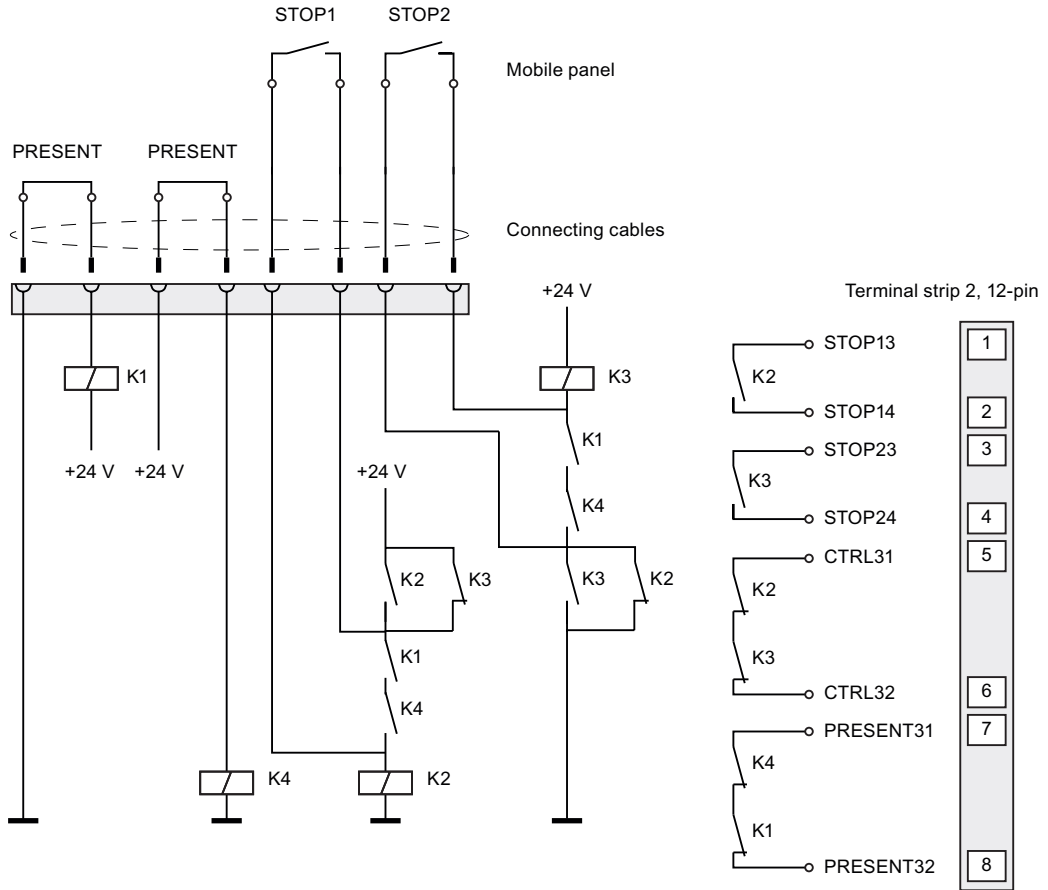 STOP1 STOP2
Mobile panel
PRESENT PRESENT
Connecting cables
+24 V
Terminal strip 2, 12-pin
STOP13 1
K1 K3 K2
STOP14 2
K1
STOP23 3
+24 V +24 V +24 V
K3
K4
STOP24 4
CTRL31 5
K2 K3 K3 K2
K2
K1
K3
CTRL32 6
K4
PRESENT31 7
K4 K2 K4
K1
PRESENT32 8